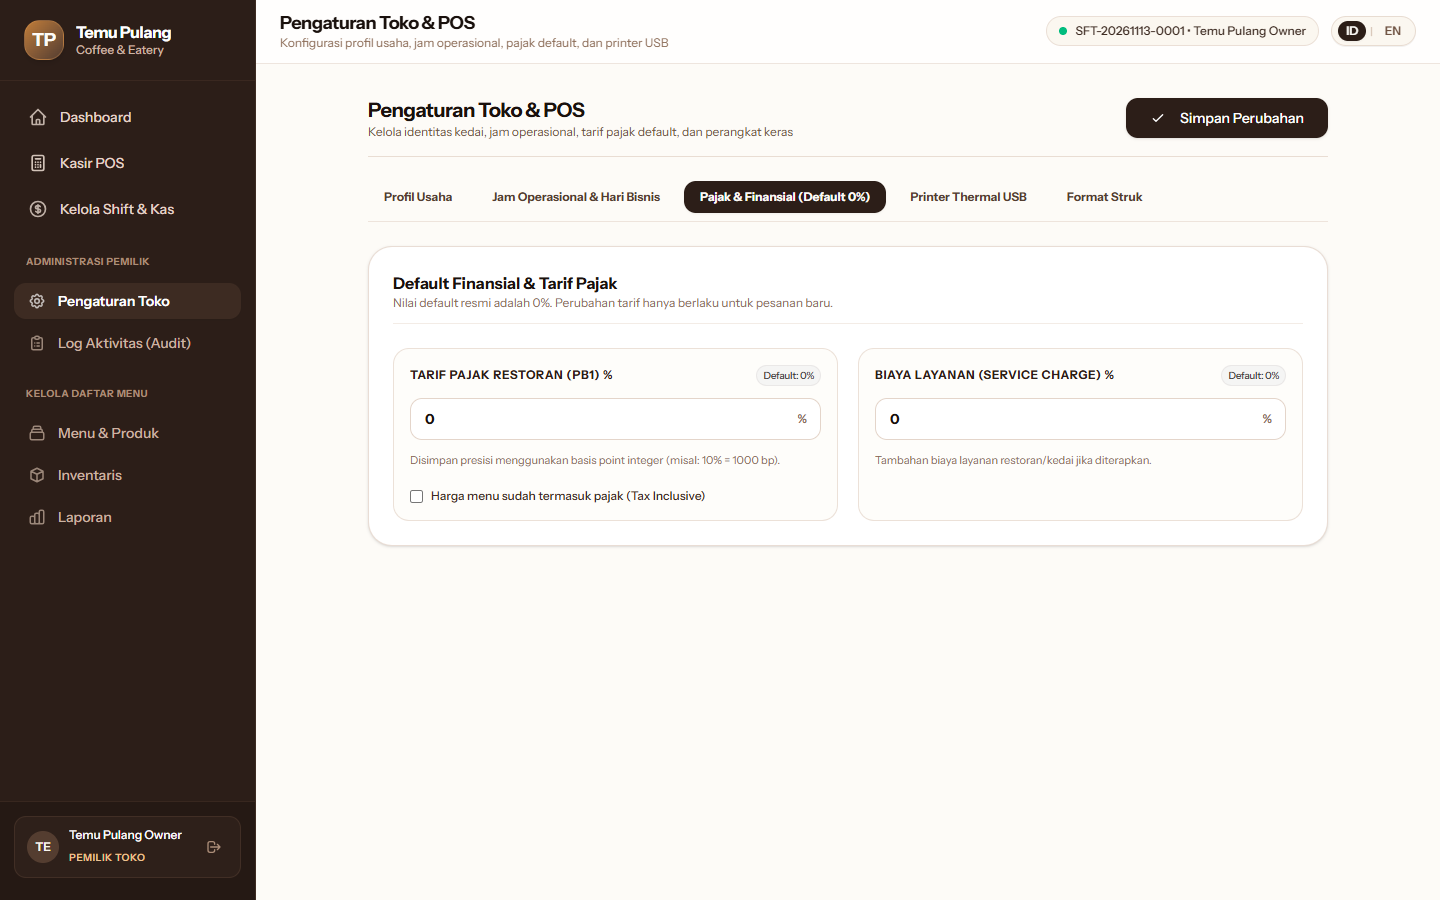 TP
Temu Pulang
Coffee & Eatery
Dashboard
Kasir POS
Kelola Shift & Kas
ADMINISTRASI PEMILIK
Pengaturan Toko
Log Aktivitas (Audit)
KELOLA DAFTAR MENU
Menu & Produk
Inventaris
Laporan
TE
Temu Pulang Owner
PEMILIK TOKO
Pengaturan Toko & POS
Konfigurasi profil usaha, jam operasional, pajak default, dan printer USB
SFT-20261113-0001 • Temu Pulang Owner
ID
EN
Pengaturan Toko & POS
Kelola identitas kedai, jam operasional, tarif pajak default, dan perangkat keras
Simpan Perubahan
Profil Usaha
Jam Operasional & Hari Bisnis
Pajak & Finansial (Default 0%)
Printer Thermal USB
Format Struk
Default Finansial & Tarif Pajak
Nilai default resmi adalah 0%. Perubahan tarif hanya berlaku untuk pesanan baru.
TARIF PAJAK RESTORAN (PB1) %
Default: 0%
0
%
Disimpan presisi menggunakan basis point integer (misal: 10% = 1000 bp).
Harga menu sudah termasuk pajak (Tax Inclusive)
BIAYA LAYANAN (SERVICE CHARGE) %
Default: 0%
0
%
Tambahan biaya layanan restoran/kedai jika diterapkan.